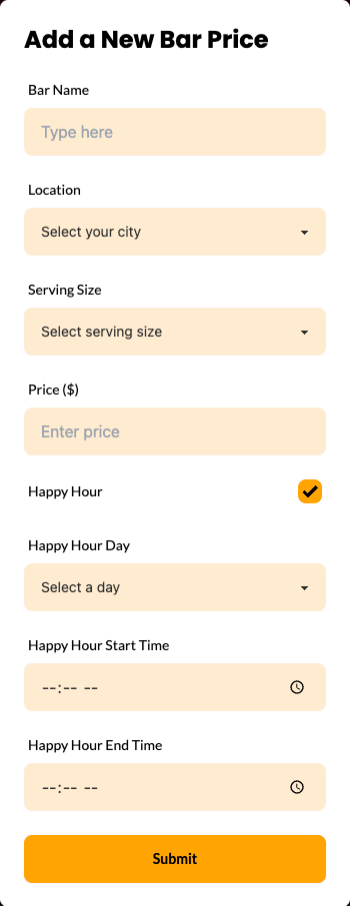 Add a New Bar Price
Bar Name
Type here
Location
Select your city
Serving Size
Select serving size
Price ($)
Enter price
Happy Hour
Happy Hour Day
Select a day
Happy Hour Start Time
--:-- --
Happy Hour End Time
--:-- --
Submit